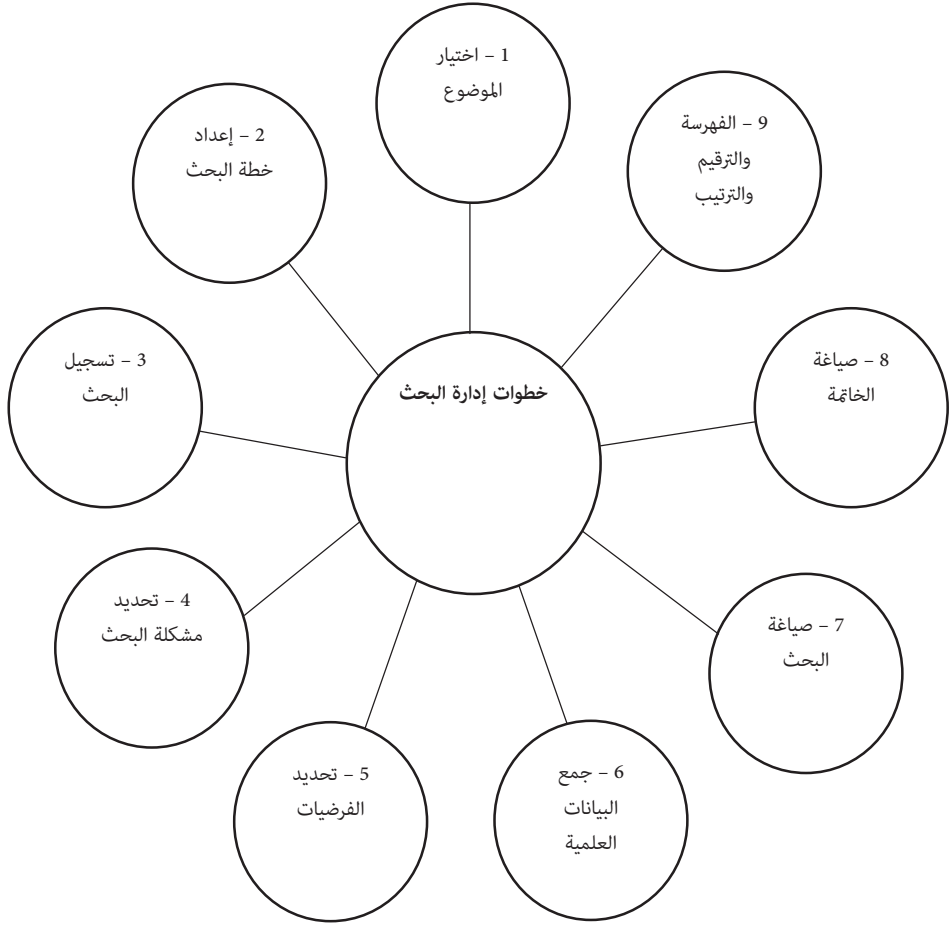 خطوات إدارة البحث
1 – اختيار
الموضوع
2 – إعداد
خطة البحث
3 – تسجيل
البحث
4 – تحديد
مشكلة البحث
5 – تحديد
الفرضيات
6 – جمع
البيانات
العلمية
7 – صياغة
البحث
8 – صياغة
الخاتمة
9 – الفهرسة
والترقيم
والترتيب